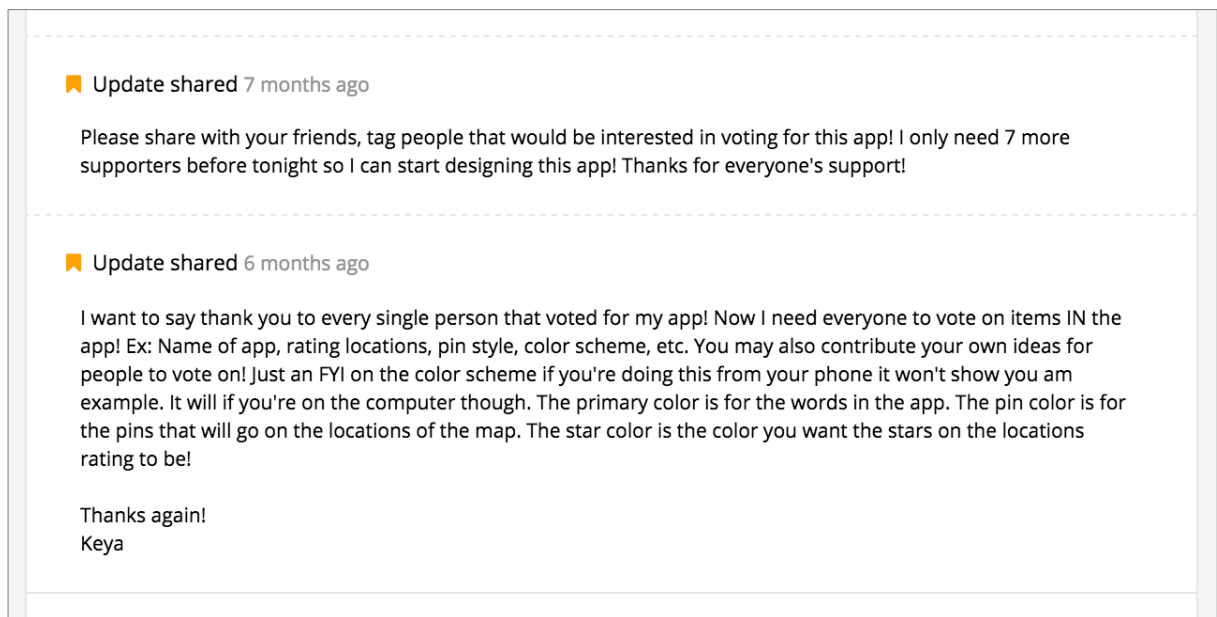 Update shared 7 months ago
Please share with your friends, tag people that would be interested in voting for this app! I only need 7 more
supporters before tonight so I can start designing this app! Thanks for everyone's support!
Update shared 6 months ago
I want to say thank you to every single person that voted for my app! Now I need everyone to vote on items IN the
app! Ex: Name of app, rating locations, pin style, color scheme, etc. You may also contribute your own ideas for
people to vote on! Just an FYI on the color scheme if you're doing this from your phone it won't show you am
example. It will if you're on the computer though. The primary color is for the words in the app. The pin color is for
the pins that will go on the locations of the map. The star color is the color you want the stars on the locations
rating to be!
Thanks again!
Keya